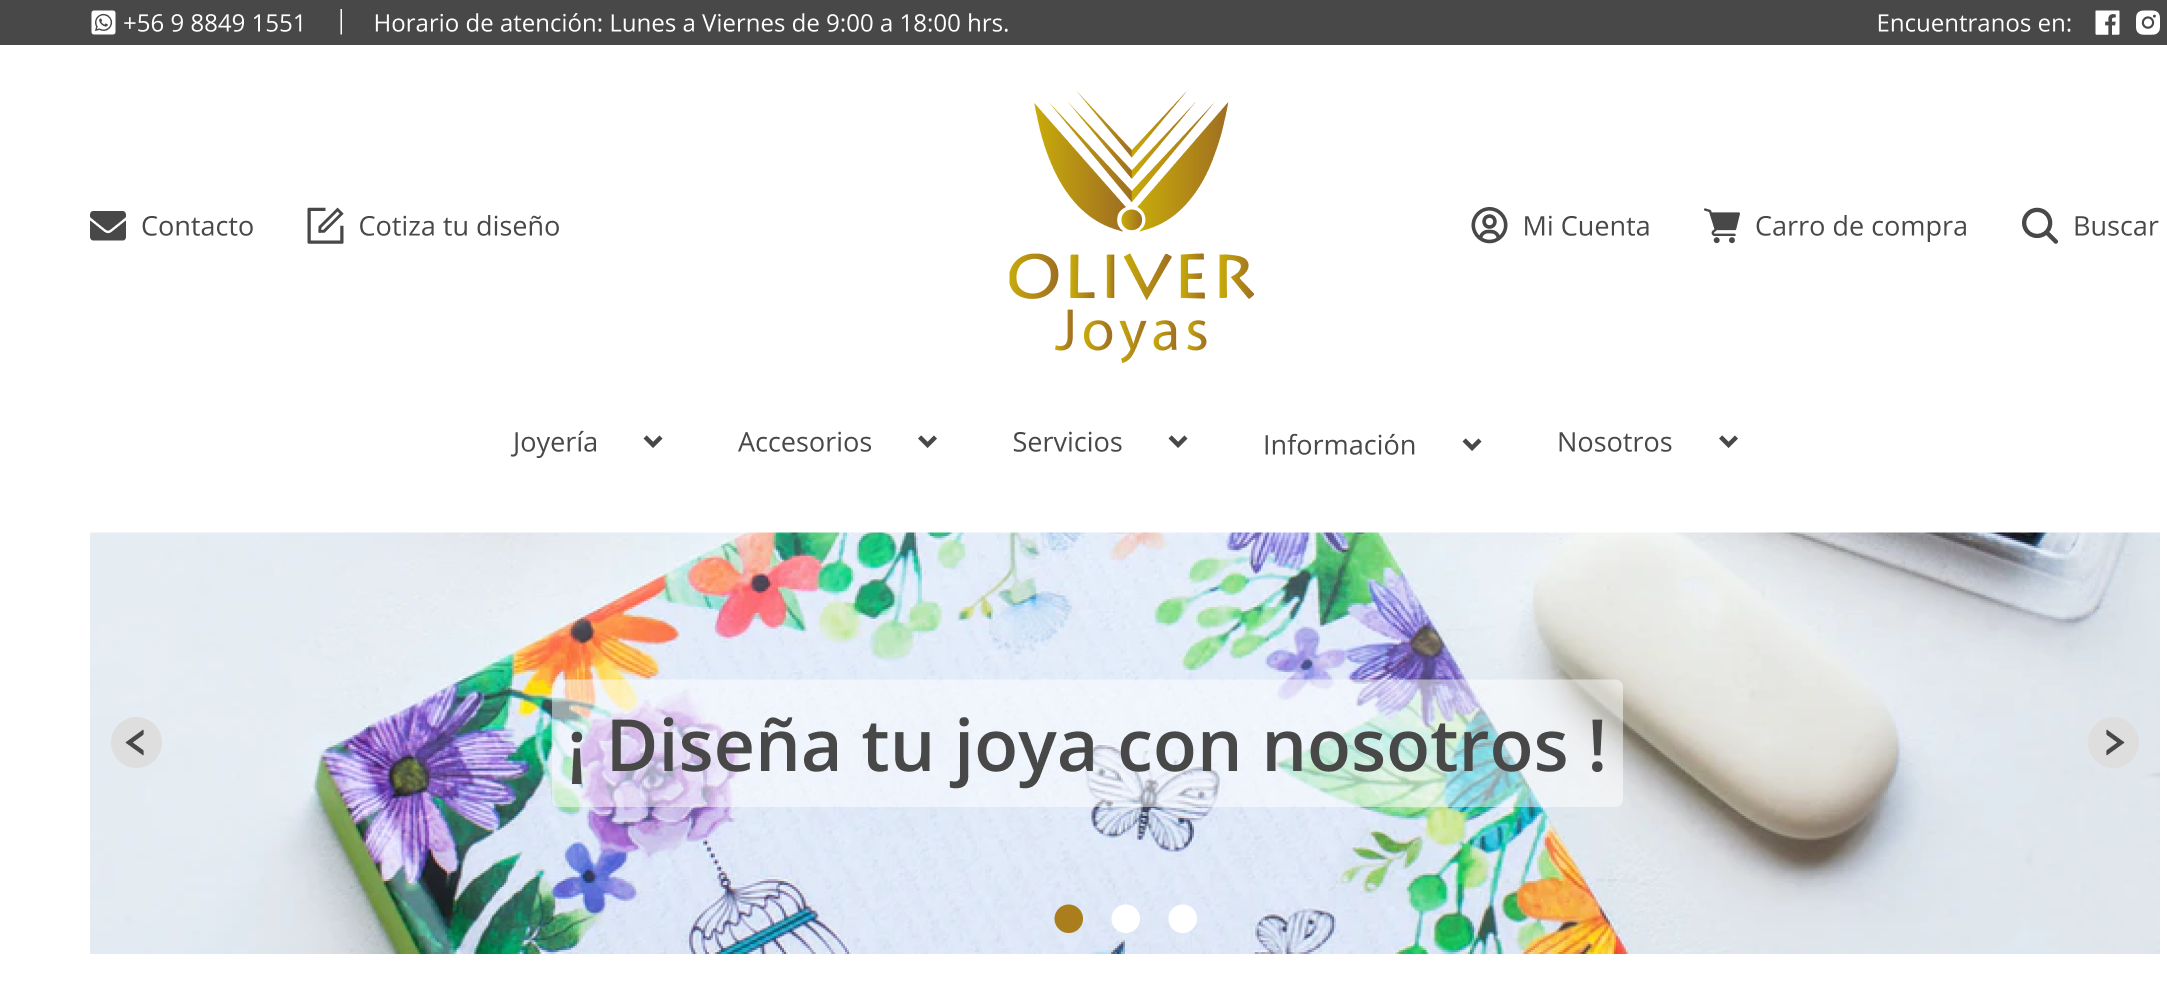 +56 9 8849 1551 | Horario de atención: Lunes a Viernes de 9:00 a 18:00 hrs. Encuentranos en:
Contacto Cotiza tu diseño
OLIVER
Joyas
Mi Cuenta Carro de compra Buscar
Joyería Accesorios Servicios Información Nosotros
¡ Diseña tu joya con nosotros !